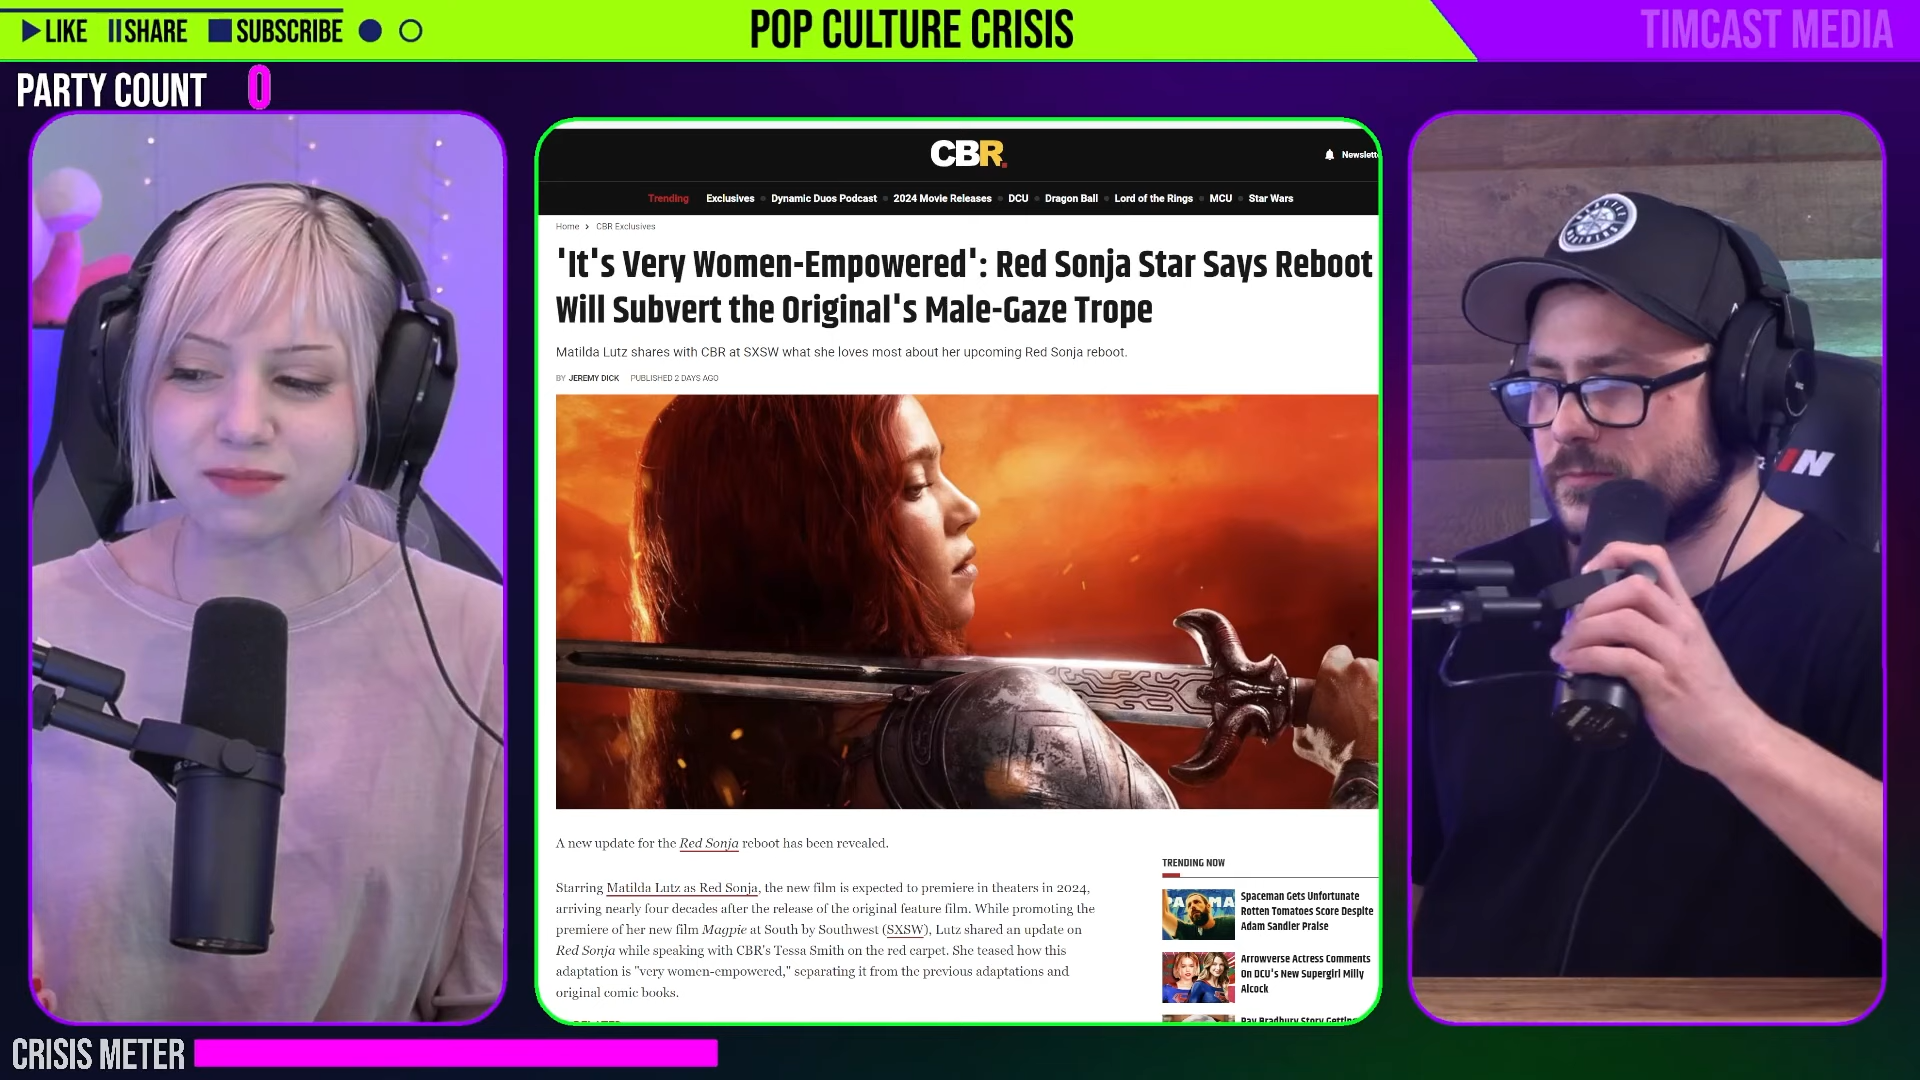 LIKE SHARE SUBSCRIBE
POP CULTURE CRISIS
TIMCAST MEDIA
PARTY COUNT 0
CBR.
Trending Exclusives Dynamic Duos Podcast 2024 Movie Releases DCU Dragon Ball Lord of the Rings MCU Star Wars
Home > CBR Exclusives
'It's Very Women-Empowered': Red Sonja Star Says Reboot
Will Subvert the Original's Male-Gaze Trope
Matilda Lutz shares with CBR at SXSW what she loves most about her upcoming Red Sonja reboot.
BY JEREMY DICK PUBLISHED 2 DAYS AGO
A new update for the Red Sonja reboot has been revealed.
Starring Matilda Lutz as Red Sonja, the new film is expected to premiere in theaters in 2024,
arriving nearly four decades after the release of the original feature film. While promoting the
premiere of her new film Magpie at South by Southwest (SXSW), Lutz shared an update on
Red Sonja while speaking with CBR's Tessa Smith on the red carpet. She teased how this
adaptation is "very women-empowered," separating it from the previous adaptations and
original comic books.
TRENDING NOW
Spaceman Gets Unfortunate
Rotten Tomatoes Score Despite
Adam Sandler Praise
Arrowverse Actress Comments
On DCU's New Supergirl Milly
Alcock
CRISIS METER